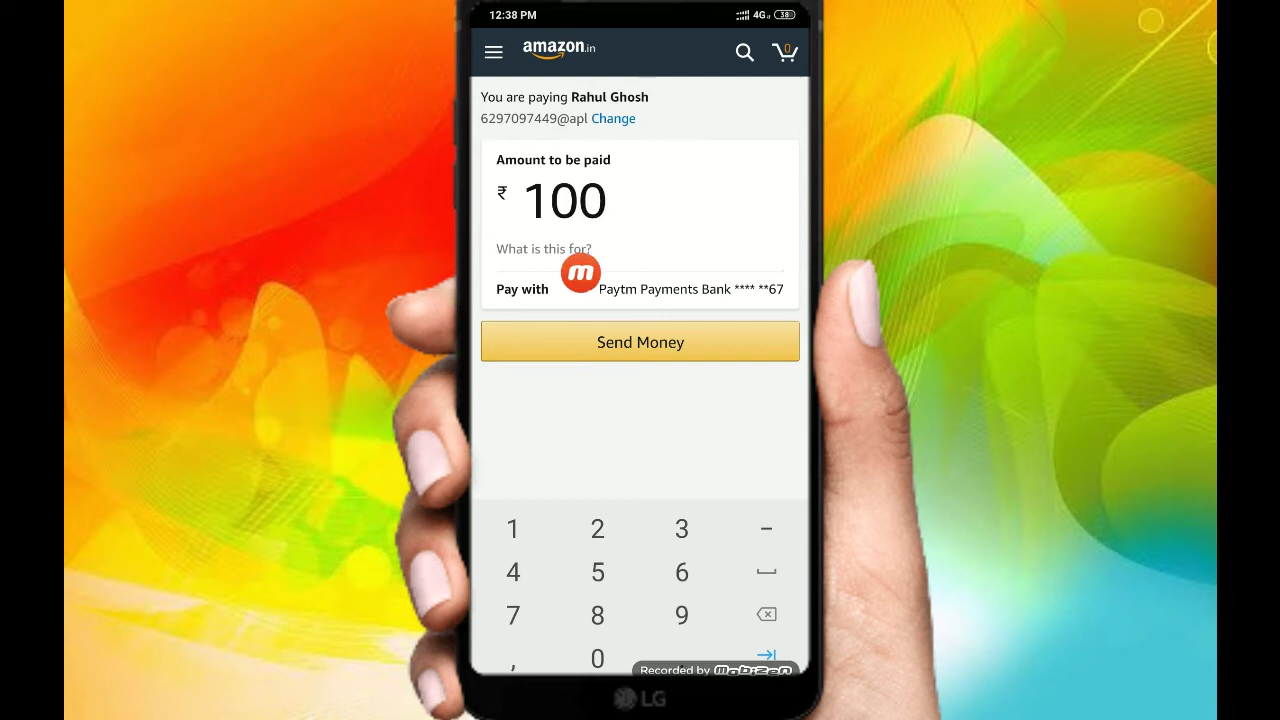 12:38 PM
4G 38
amazon.in
0
You are paying Rahul Ghosh
6297097449@apl Change
Amount to be paid
₹ 100
What is this for?
m
Pay with Paytm Payments Bank **** **67
Send Money
1 2 3 -
4 5 6
7 8 9
, 0 .
Recorded by mobizen
LG